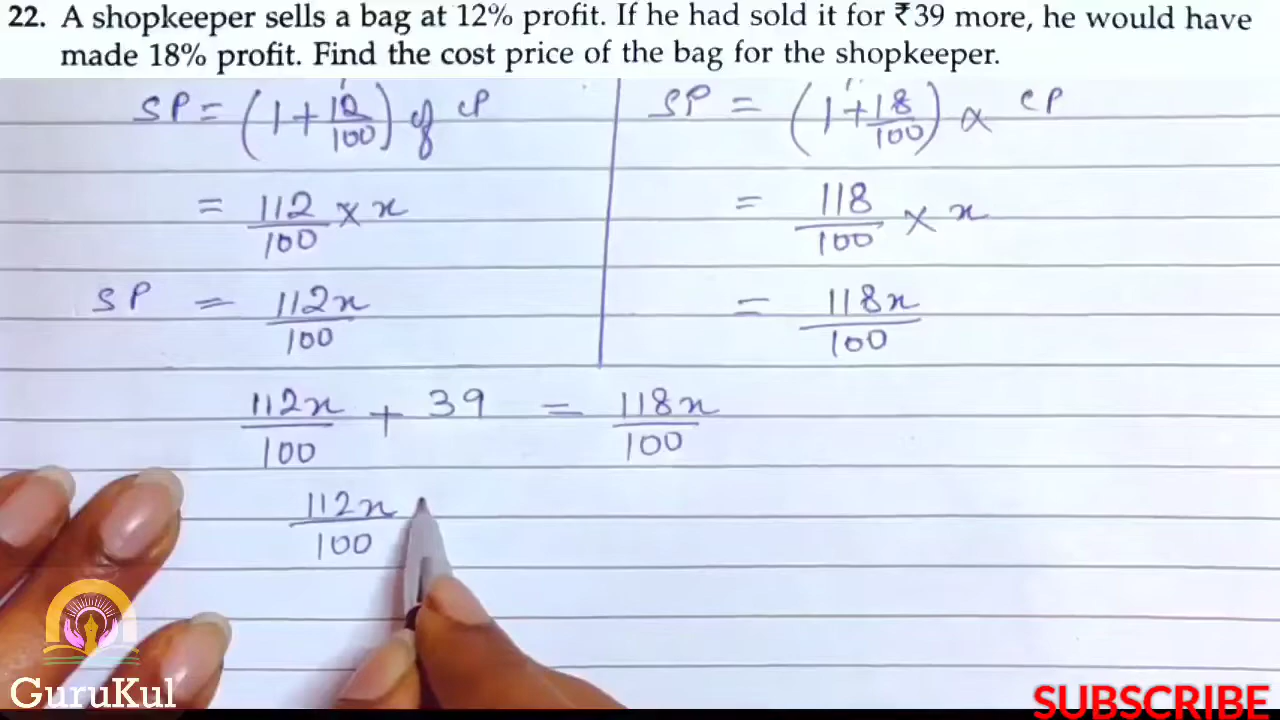 22. A shopkeeper sells a bag at 12% profit. If he had sold it for ₹39 more, he would have
made 18% profit. Find the cost price of the bag for the shopkeeper.
SP = (1 + 12/100) of CP
= 112/100 × x
SP = 112x/100
SP = (1 + 18/100) × CP
= 118/100 × x
= 118x/100
112x/100 + 39 = 118x/100
112x/100
GuruKul
SUBSCRIBE